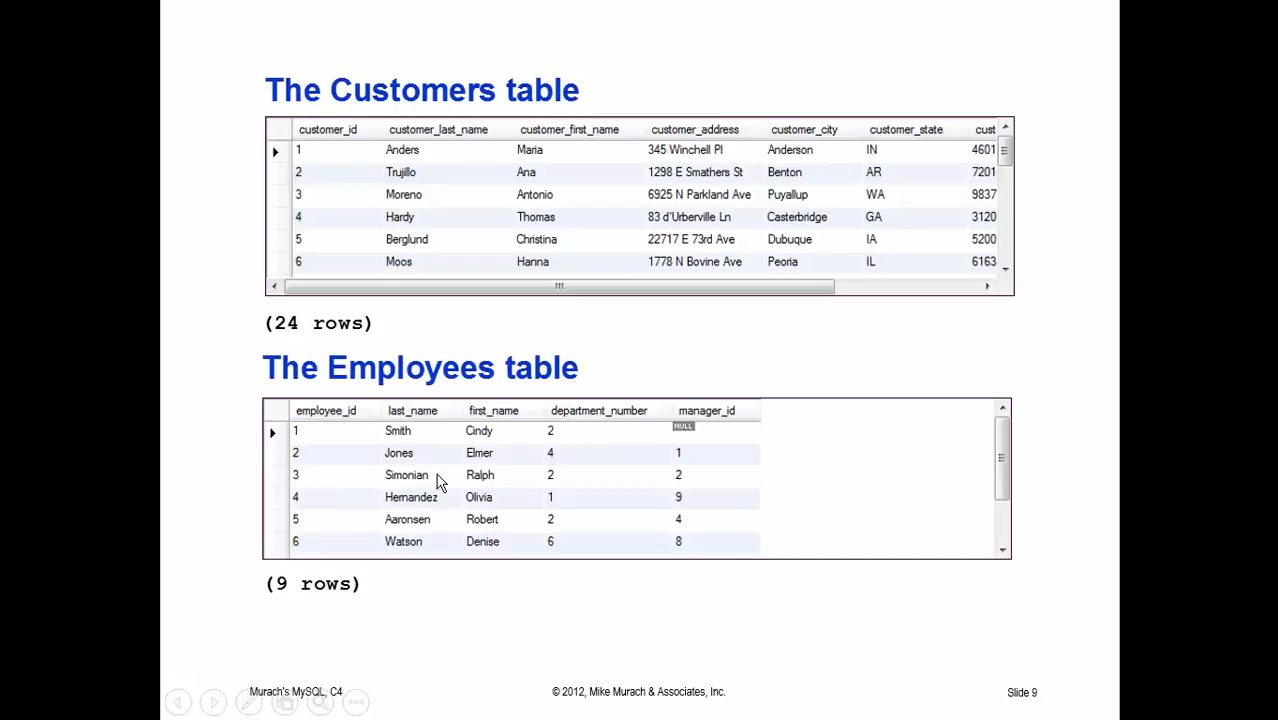 The Customers table
customer_id customer_last_name customer_first_name customer_address customer_city customer_state cust
1 Anders Maria 345 Winchell Pl Anderson IN 4601
2 Trujillo Ana 1298 E Smathers St Benton AR 7201
3 Moreno Antonio 6925 N Parkland Ave Puyallup WA 9837
4 Hardy Thomas 83 d'Urberville Ln Casterbridge GA 3120
5 Berglund Christina 22717 E 73rd Ave Dubuque IA 5200
6 Moos Hanna 1778 N Bovine Ave Peoria IL 6163
(24 rows)
The Employees table
employee_id last_name first_name department_number manager_id
1 Smith Cindy 2 NULL
2 Jones Elmer 4 1
3 Simonian Ralph 2 2
4 Hernandez Olivia 1 9
5 Aaronsen Robert 2 4
6 Watson Denise 6 8
(9 rows)
Murach's MySQL, C4 © 2012, Mike Murach & Associates, Inc. Slide 9